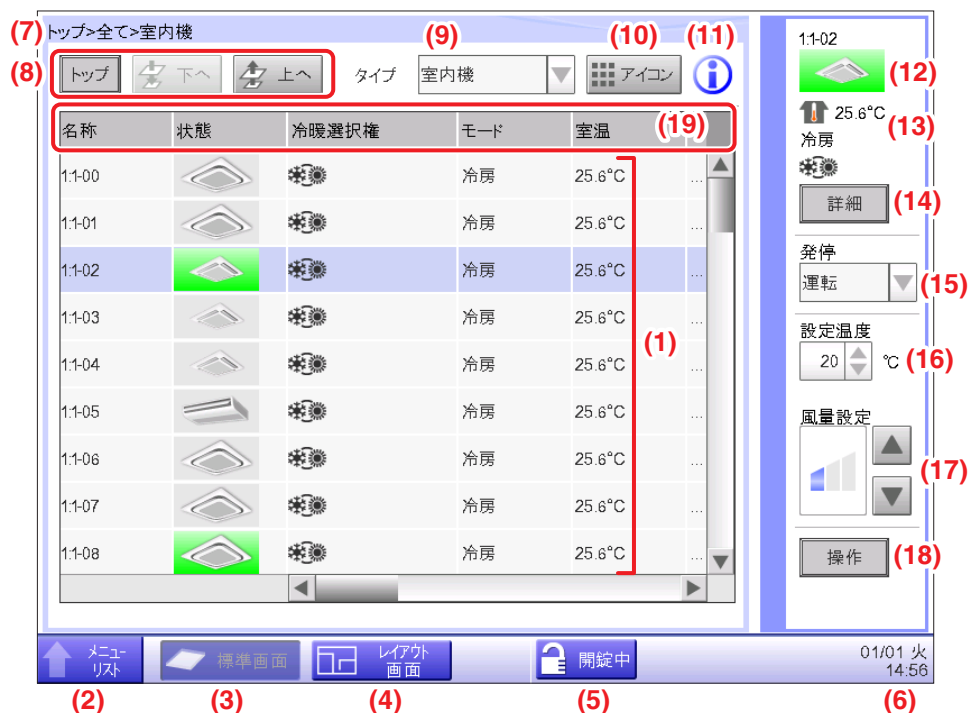 (7) トップ>全て>室内機
(9) (10) (11)
(8) トップ 下へ 上へ タイプ 室内機 アイコン
名称 状態 冷暖選択権 モード 室温 (19)
1:1-00 冷房 25.6°C ...
1:1-01 冷房 25.6°C ...
1:1-02 冷房 25.6°C ...
1:1-03 冷房 25.6°C ...
(1)
1:1-04 冷房 25.6°C ...
1:1-05 冷房 25.6°C ...
1:1-06 冷房 25.6°C ...
1:1-07 冷房 25.6°C ...
1:1-08 冷房 25.6°C ...
1:1-02
(12)
25.6°C
(13)
冷房
詳細 (14)
発停
運転 (15)
設定温度
20 ℃ (16)
風量設定
(17)
操作 (18)
メニュー
リスト
標準画面
レイアウト
画面
開錠中
01/01 火
14:56
(2) (3) (4) (5) (6)